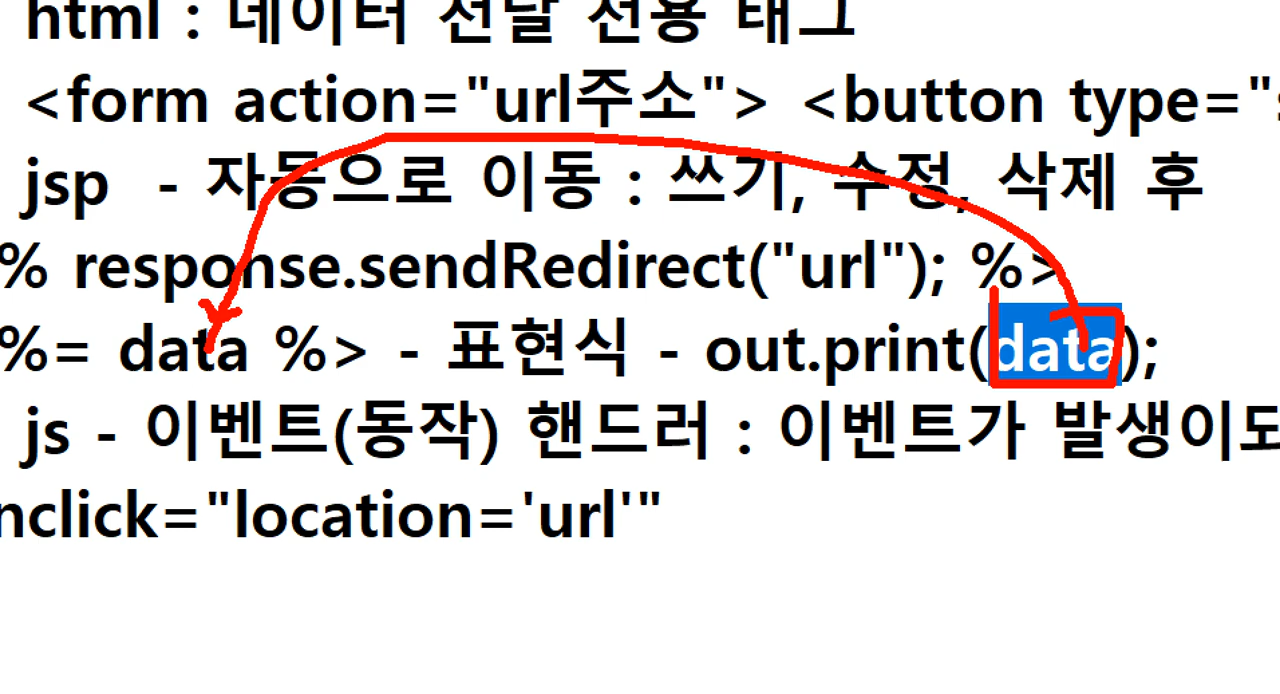 html : 데이터 전달 전용 태그
<form action="url주소"> <button type="s
jsp - 자동으로 이동 : 쓰기, 수정, 삭제 후
% response.sendRedirect("url"); %>
%= data %> - 표현식 - out.print(data);
js - 이벤트(동작) 핸드러 : 이벤트가 발생이되
nclick="location='url'"